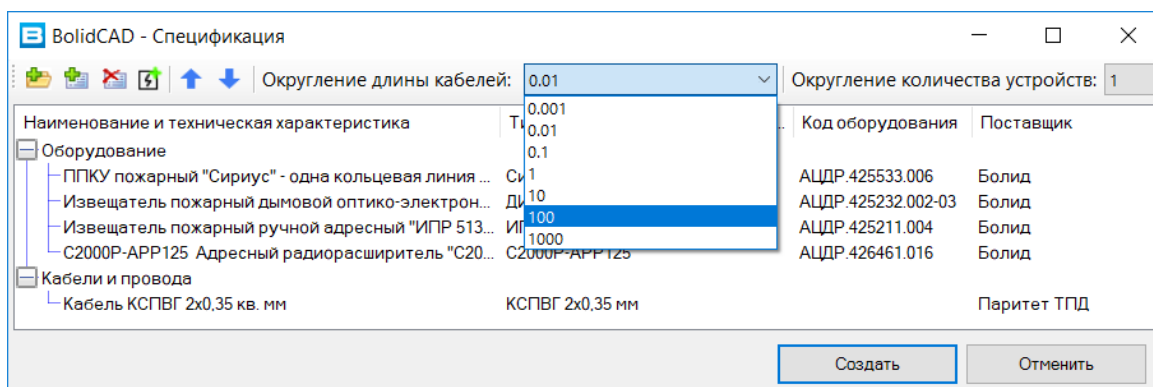 BolidCAD - Спецификация
Округление длины кабелей: 0.01 Округление количества устройств: 1
0.001
0.01
0.1
1
10
100
1000
Наименование и техническая характеристика Код оборудования Поставщик
Оборудование
ППКУ пожарный "Сириус" - одна кольцевая линия ... АЦДР.425533.006 Болид
Извещатель пожарный дымовой оптико-электрон... АЦДР.425232.002-03 Болид
Извещатель пожарный ручной адресный "ИПР 513... АЦДР.425211.004 Болид
С2000Р-АРР125 Адресный радиорасширитель "С20... С2000Р-АРР125 АЦДР.426461.016 Болид
Кабели и провода
Кабель КСПВГ 2х0,35 кв. мм КСПВГ 2х0,35 мм Паритет ТПД
Создать Отменить